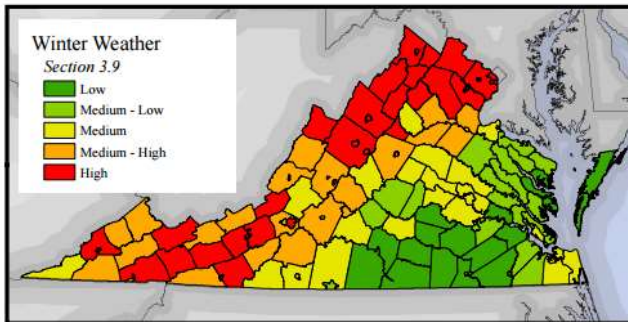 Winter Weather
Section 3.9
Low
Medium - Low
Medium
Medium - High
High